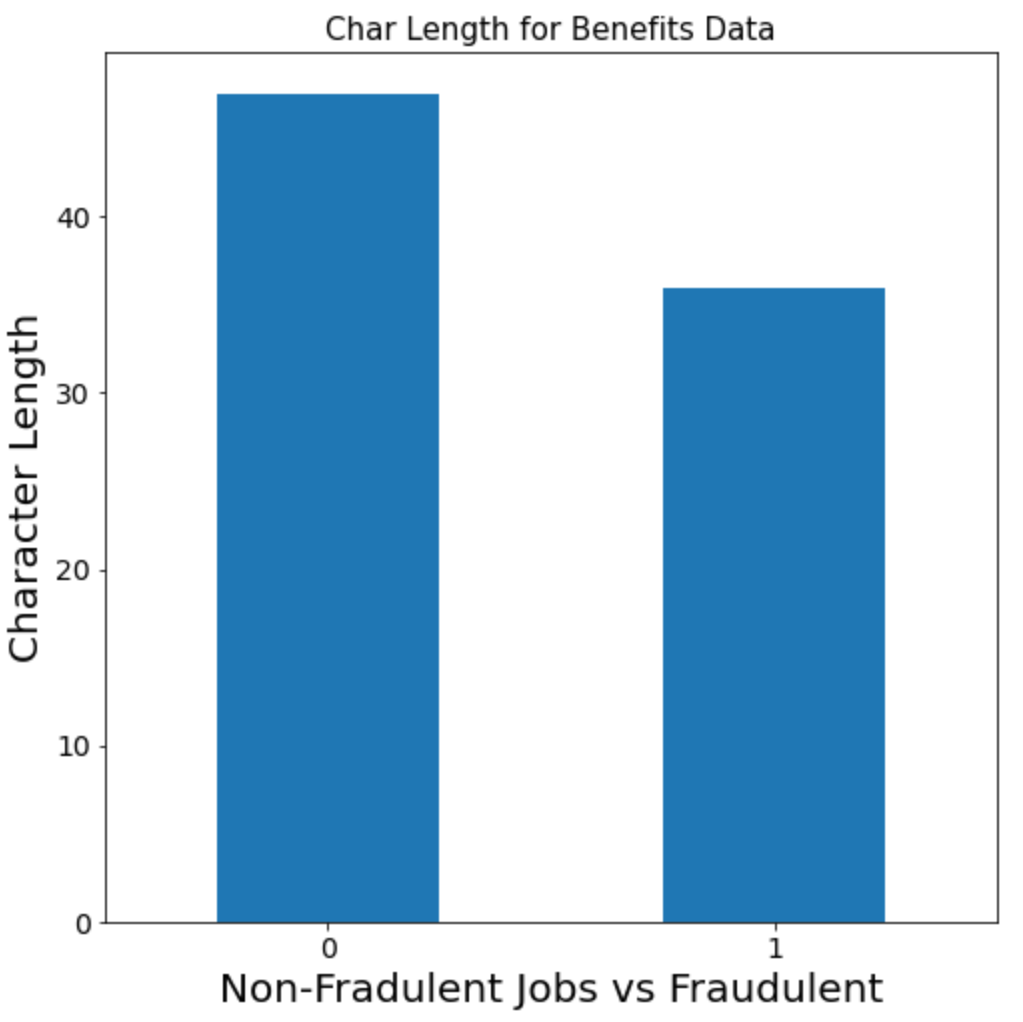 Char Length for Benefits Data
Character Length
40
30
20
10
0
0 1
Non-Fradulent Jobs vs Fraudulent